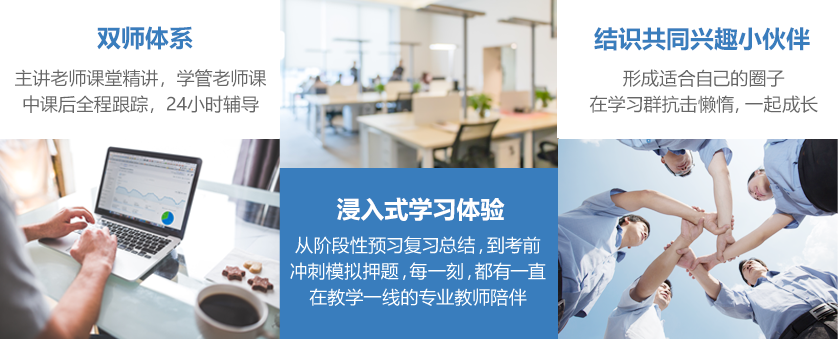 双师体系
主讲老师课堂精讲，学管老师课
中课后全程跟踪，24小时辅导
浸入式学习体验
从阶段性预习复习总结，到考前
冲刺模拟押题，每一刻，都有一直
在教学一线的专业教师陪伴
结识共同兴趣小伙伴
形成适合自己的圈子
在学习群抗击懒惰，一起成长